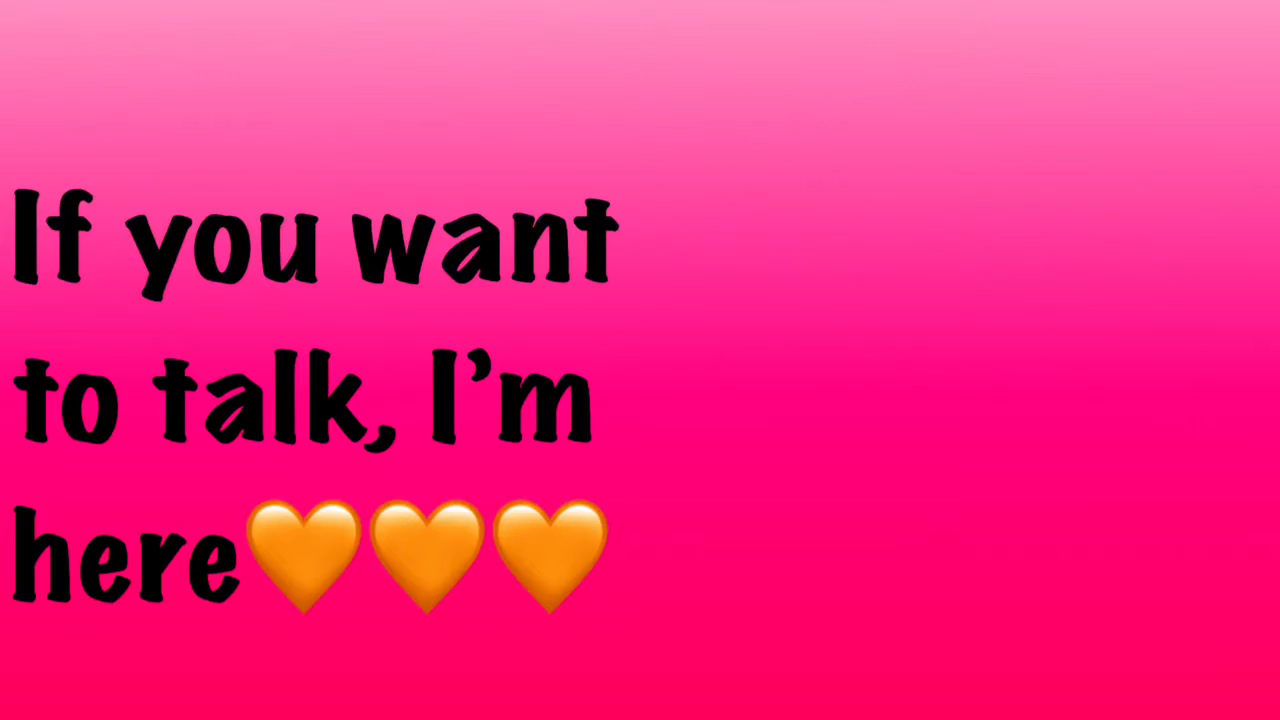 If you want
to talk, I’m
here🧡🧡🧡